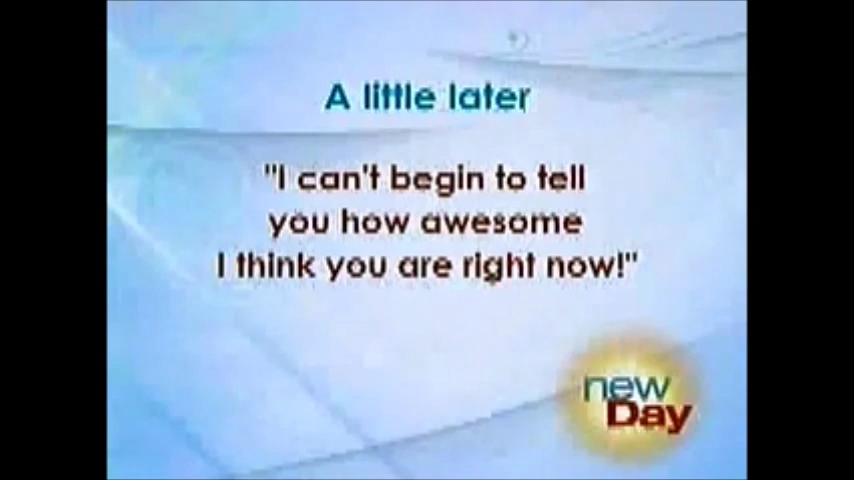 A little later
"I can't begin to tell
you how awesome
I think you are right now!"
new
Day